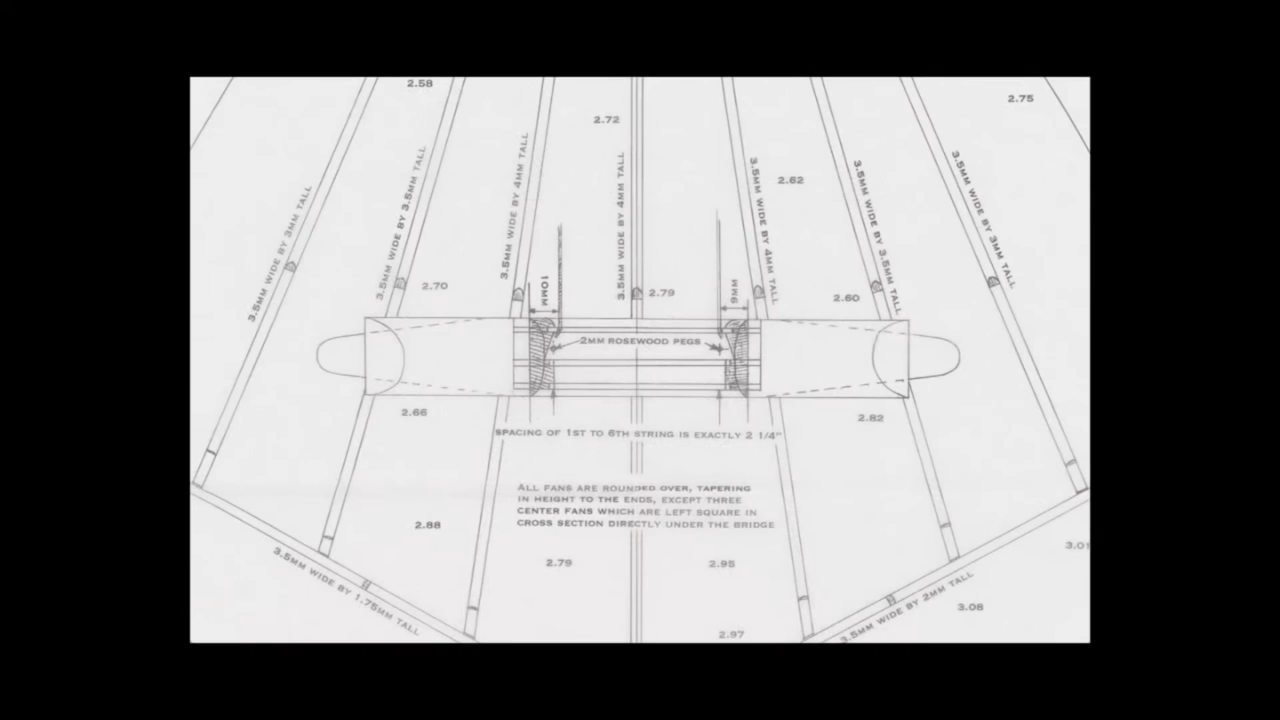 2.58
2.75
2.72
2.62
3.5MM WIDE BY 3MM TALL
3.5MM WIDE BY 3.5MM TALL
3.5MM WIDE BY 4MM TALL
3.5MM WIDE BY 4MM TALL
3.5MM WIDE BY 4MM TALL
3.5MM WIDE BY 3.5MM TALL
3.5MM WIDE BY 3MM TALL
2.70
10MM
2.79
9MM
2.60
2MM ROSEWOOD PEGS
2.66
2.82
SPACING OF 1ST TO 6TH STRING IS EXACTLY 2 1/4"
ALL FANS ARE ROUNDED OVER, TAPERING
IN HEIGHT TO THE ENDS, EXCEPT THREE
CENTER FANS WHICH ARE LEFT SQUARE IN
CROSS SECTION DIRECTLY UNDER THE BRIDGE
2.88
2.79
2.95
3.01
3.5MM WIDE BY 1.75MM TALL
3.5MM WIDE BY 2MM TALL
3.08
2.97